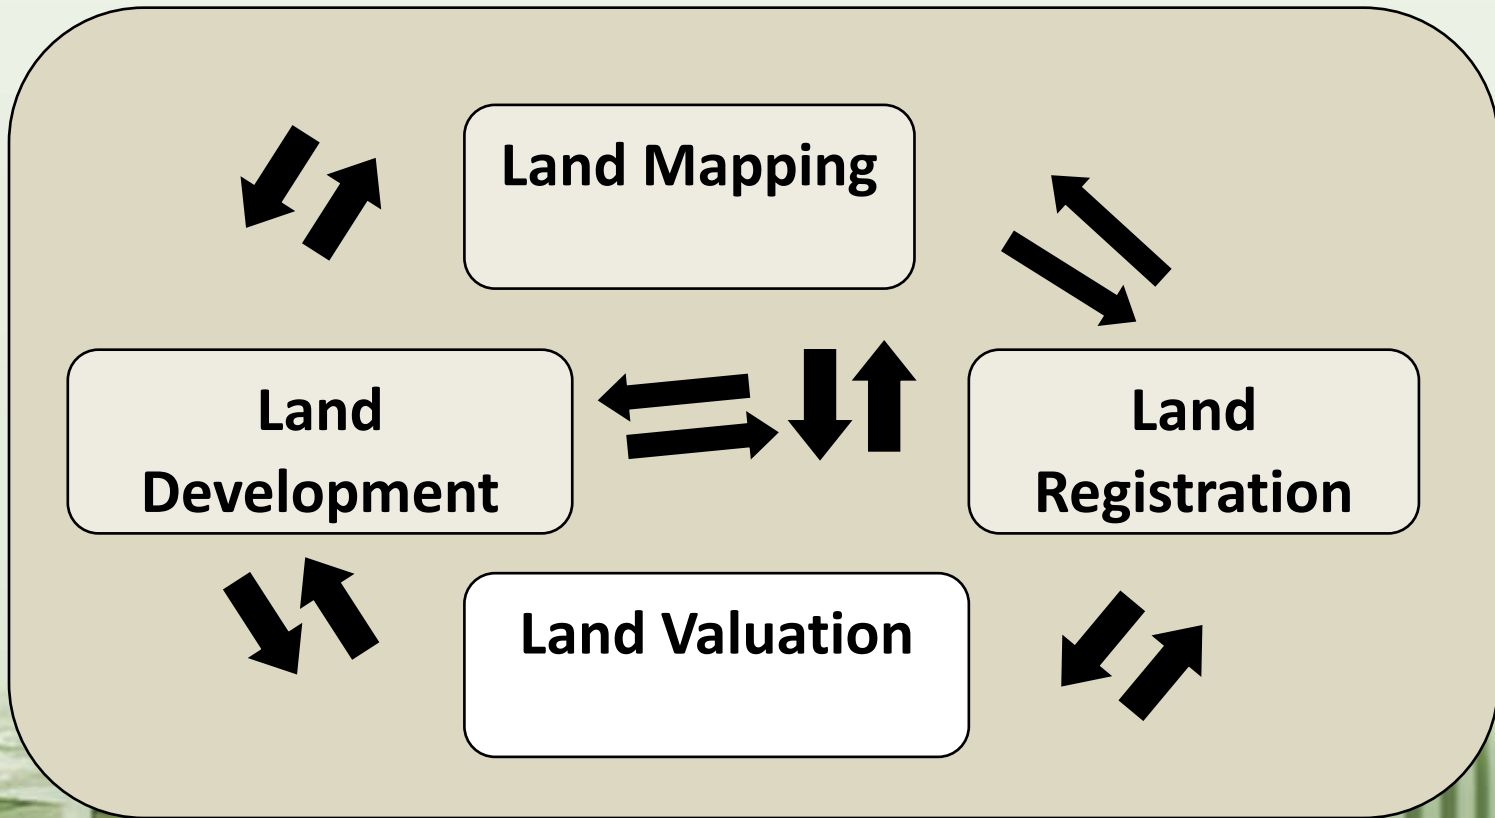 Land Mapping
Land
Development
Land
Registration
Land Valuation